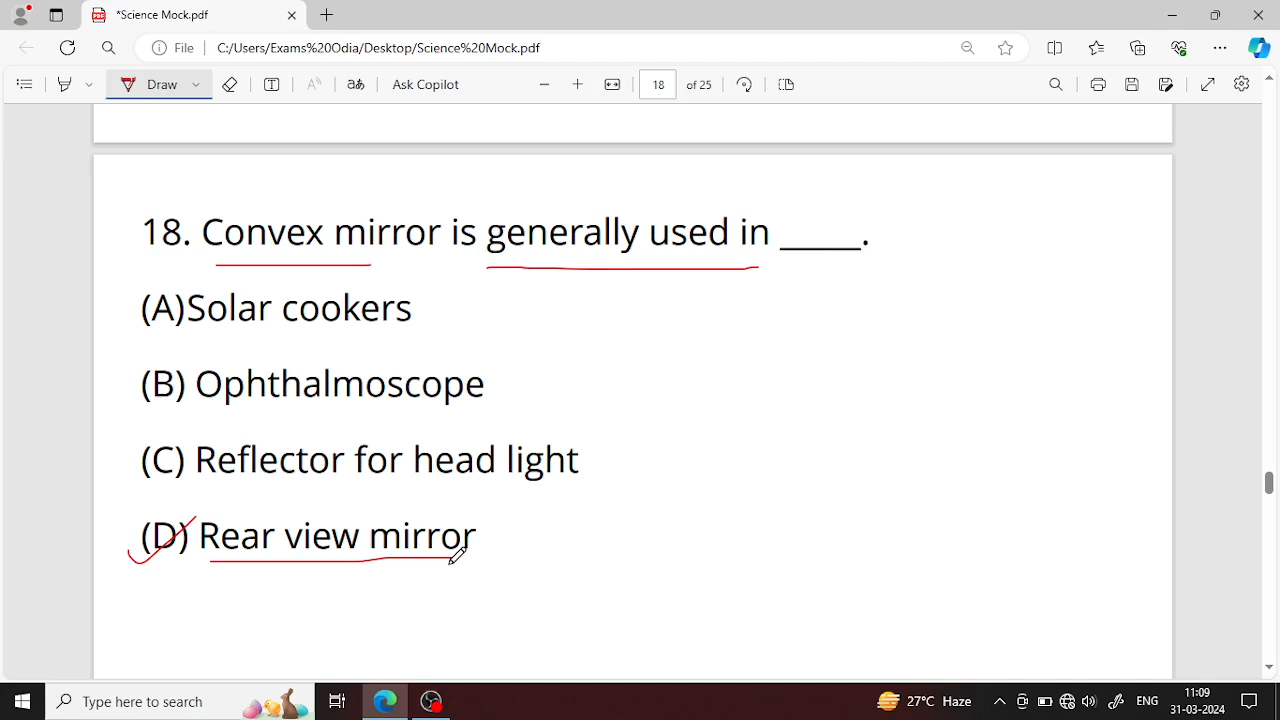 *Science Mock.pdf
File
C:/Users/Exams%20Odia/Desktop/Science%20Mock.pdf
Draw
Ask Copilot
18 of 25
18. Convex mirror is generally used in _____.
(A)Solar cookers
(B) Ophthalmoscope
(C) Reflector for head light
(D) Rear view mirror
Type here to search
27°C Haze
ENG
11:09
31-03-2024